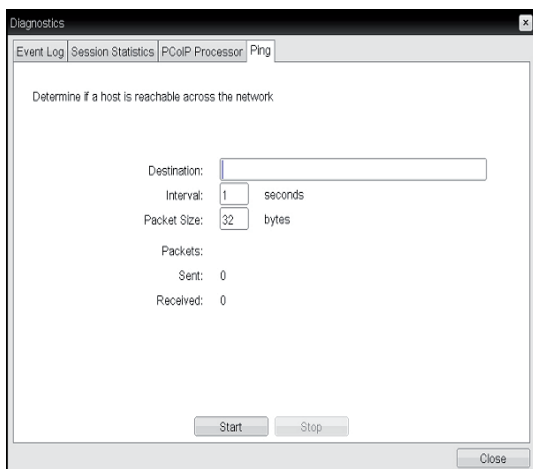 Diagnostics
Event Log Session Statistics PCoIP Processor Ping
Determine if a host is reachable across the network
Destination:
Interval: 1 seconds
Packet Size: 32 bytes
Packets:
Sent: 0
Received: 0
Start Stop
Close